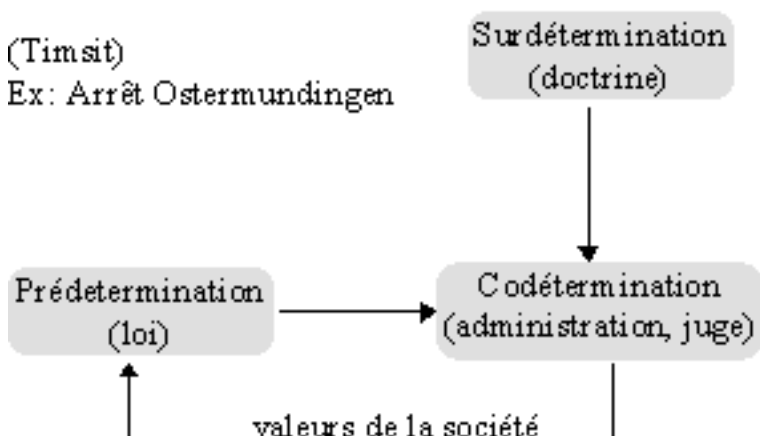 (Timsit)
Ex: Arrêt Ostermundingen
Surdétermination
(doctrine)
Prédetermination
(loi)
Codétermination
(administration, juge)
valeurs de la société